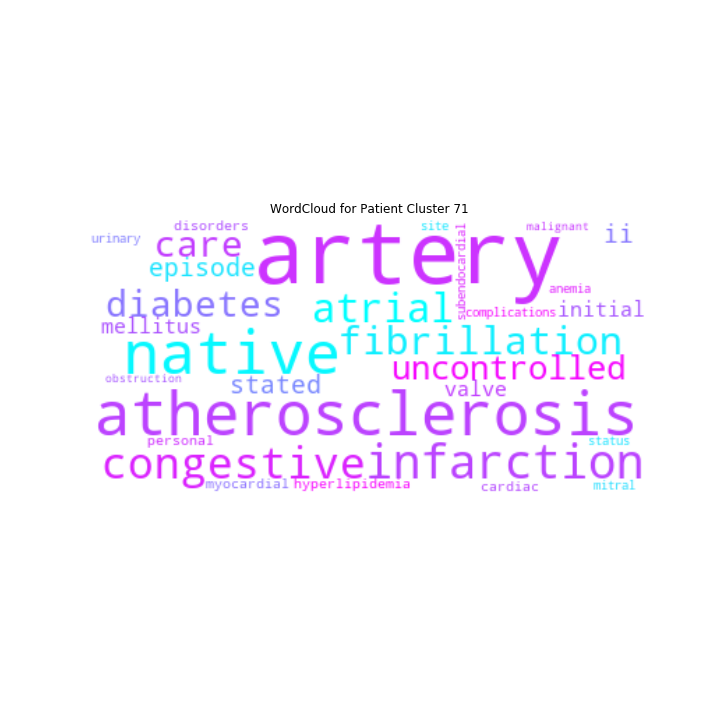 WordCloud for Patient Cluster 71
disorders
site
malignant
urinary
care
artery
ii
episode
subendocardial
anemia
diabetes
atrial
complications
initial
mellitus
native
fibrillation
uncontrolled
obstruction
stated
valve
atherosclerosis
personal
status
congestive
infarction
myocardial
hyperlipidemia
cardiac
mitral